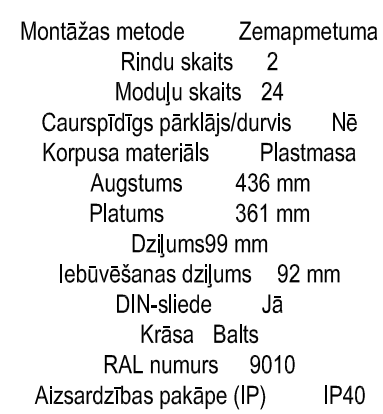 Montāžas metode Zemapmetuma
Rindu skaits 2
Moduļu skaits 24
Caurspīdīgs pārklājs/durvis Nē
Korpusa materiāls Plastmasa
Augstums 436 mm
Platums 361 mm
Dziļums99 mm
Iebūvēšanas dziļums 92 mm
DIN-sliede Jā
Krāsa Balts
RAL numurs 9010
Aizsardzības pakāpe (IP) IP40